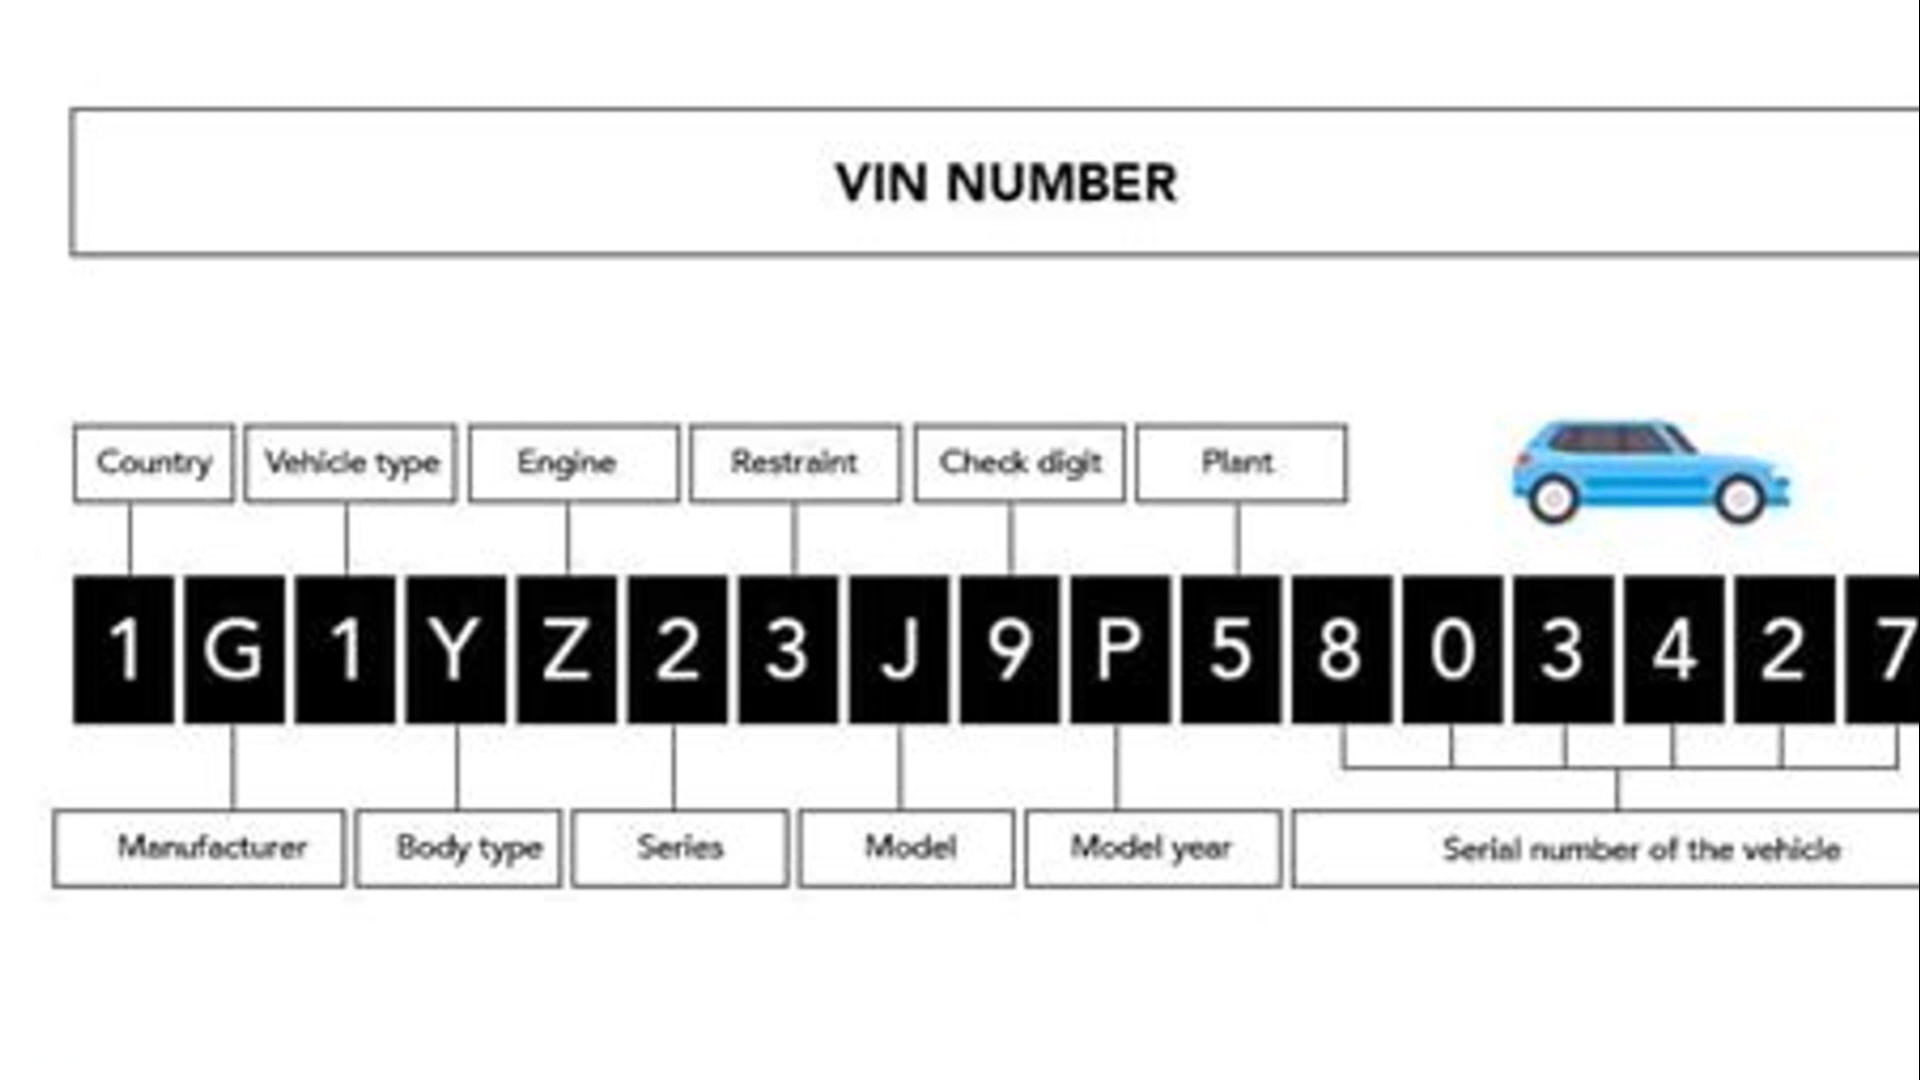 VIN NUMBER
Country Vehicle type Engine Restraint Check digit Plant
1 G 1 Y Z 2 3 J 9 P 5 8 0 3 4 2 7
Manufacturer Body type Series Model Model year Serial number of the vehicle